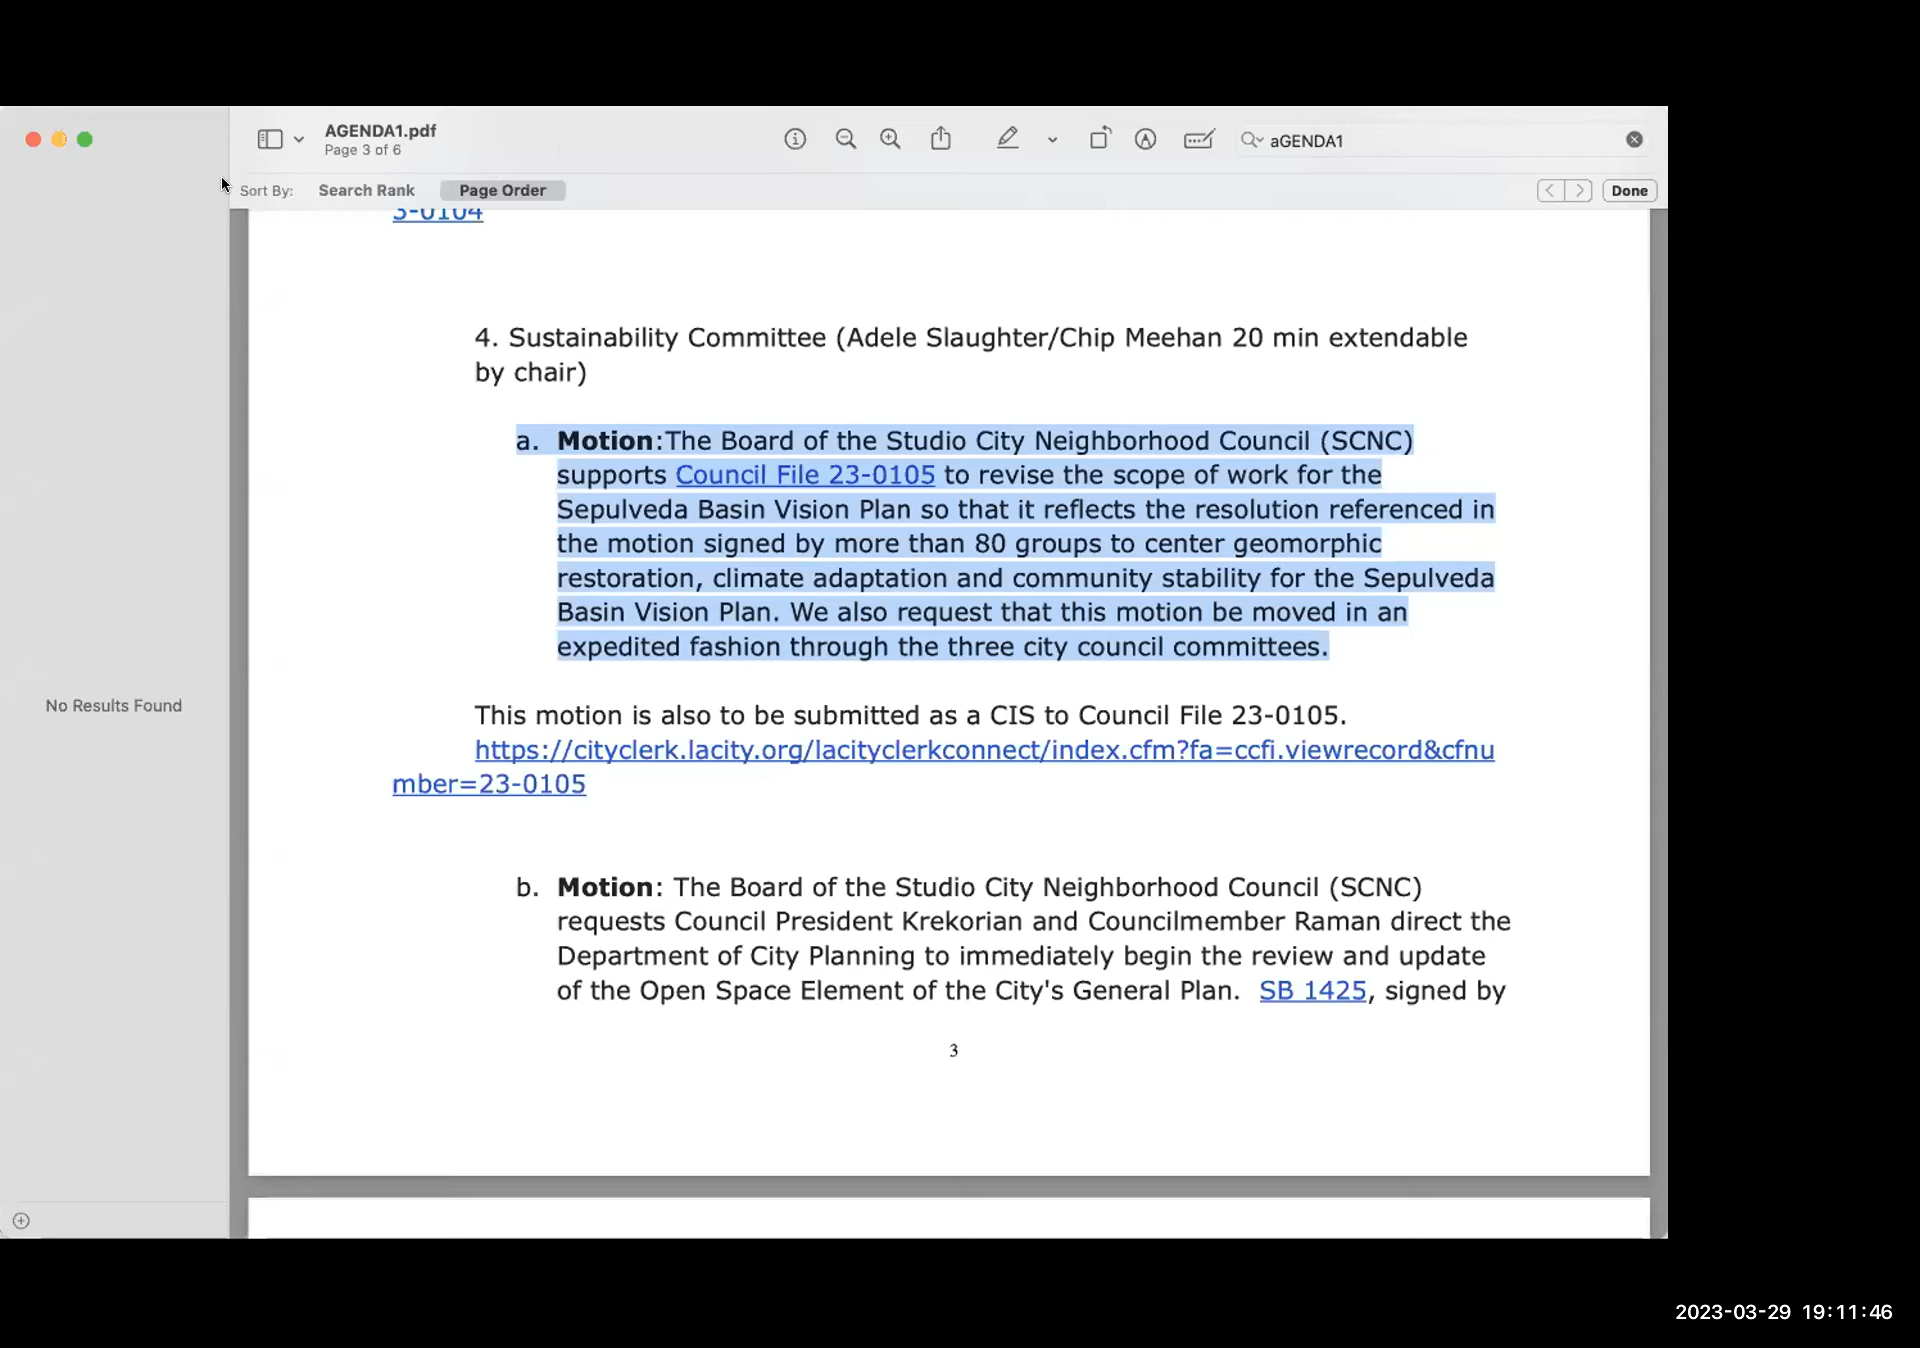 AGENDA1.pdf
Page 3 of 6
aGENDA1
Sort By: Search Rank Page Order
Done
3-0104
4. Sustainability Committee (Adele Slaughter/Chip Meehan 20 min extendable
by chair)
a. Motion:The Board of the Studio City Neighborhood Council (SCNC)
supports Council File 23-0105 to revise the scope of work for the
Sepulveda Basin Vision Plan so that it reflects the resolution referenced in
the motion signed by more than 80 groups to center geomorphic
restoration, climate adaptation and community stability for the Sepulveda
Basin Vision Plan. We also request that this motion be moved in an
expedited fashion through the three city council committees.
No Results Found
This motion is also to be submitted as a CIS to Council File 23-0105.
https://cityclerk.lacity.org/lacityclerkconnect/index.cfm?fa=ccfi.viewrecord&cfnu
mber=23-0105
b. Motion: The Board of the Studio City Neighborhood Council (SCNC)
requests Council President Krekorian and Councilmember Raman direct the
Department of City Planning to immediately begin the review and update
of the Open Space Element of the City's General Plan. SB 1425, signed by
3
2023-03-29 19:11:46